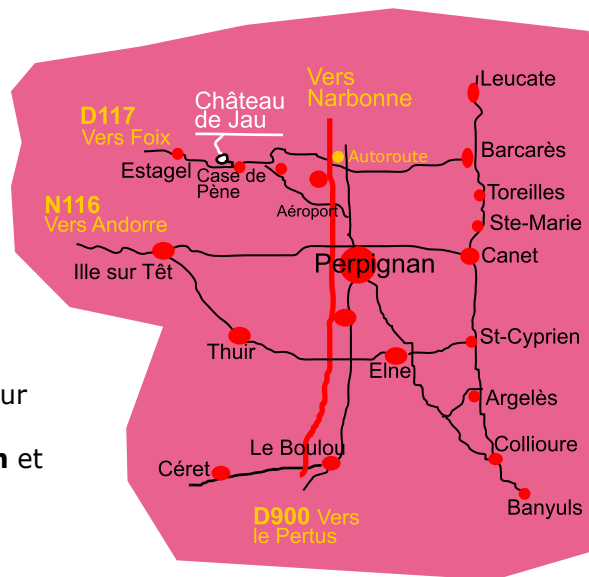 Leucate
Vers
Narbonne
Château
de Jau
D117
Vers Foix
Autoroute
Barcarès
Estagel
Case de
Pène
Toreilles
Aéroport
N116
Vers Andorre
Ste-Marie
Canet
Perpignan
Ille sur Têt
St-Cyprien
Thuir
Elne
ur
Argelès
n et
Le Boulou
Collioure
Céret
Banyuls
D900 Vers
le Pertus